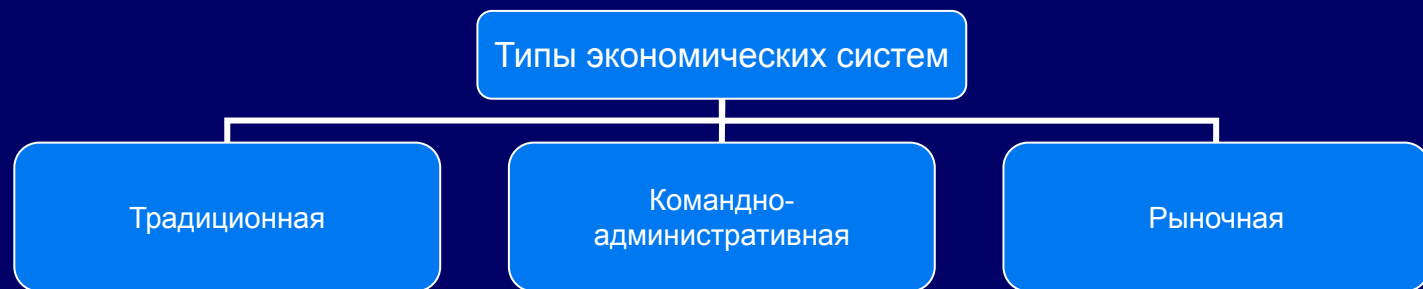 Типы экономических систем
Традиционная
Командно-
административная
Рыночная